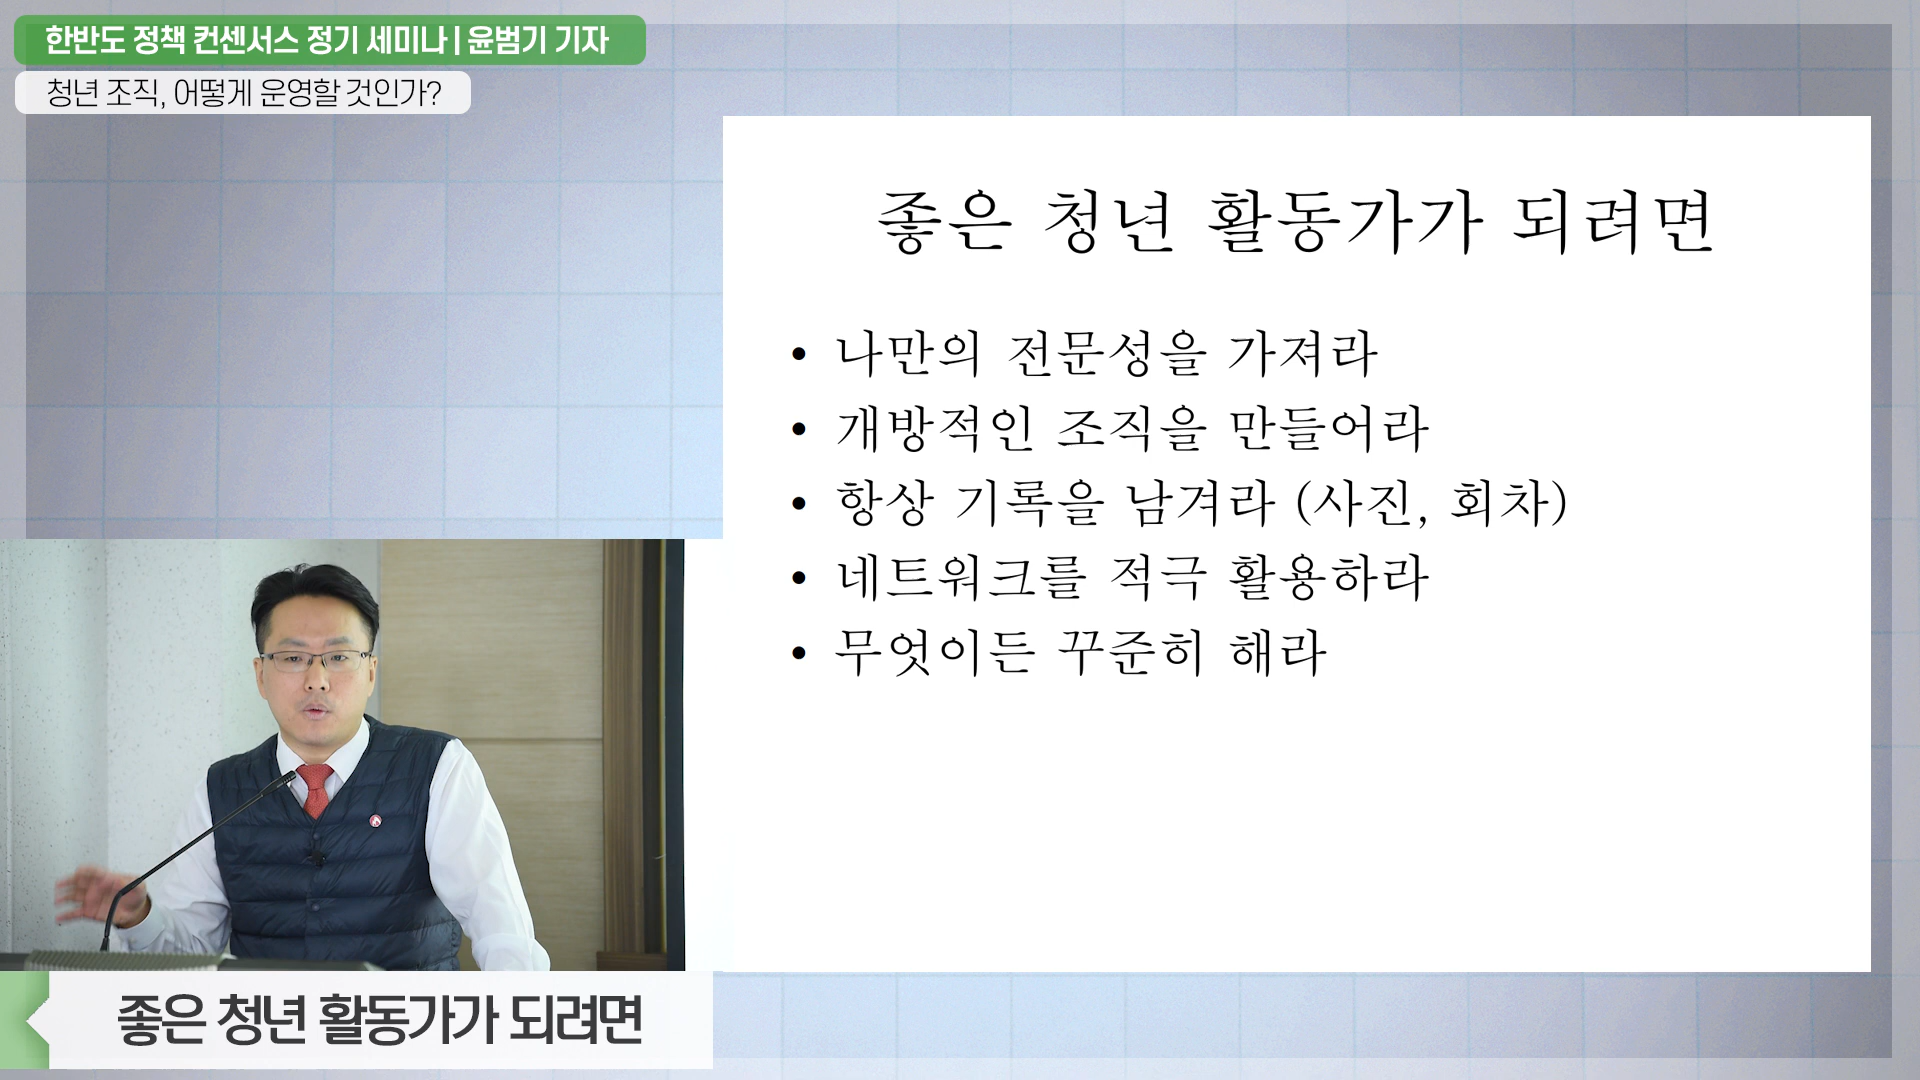 한반도 정책 컨센서스 정기 세미나 | 윤범기 기자
청년 조직, 어떻게 운영할 것인가?
좋은 청년 활동가가 되려면
• 나만의 전문성을 가져라
• 개방적인 조직을 만들어라
• 항상 기록을 남겨라 (사진, 회차)
• 네트워크를 적극 활용하라
• 무엇이든 꾸준히 해라
좋은 청년 활동가가 되려면